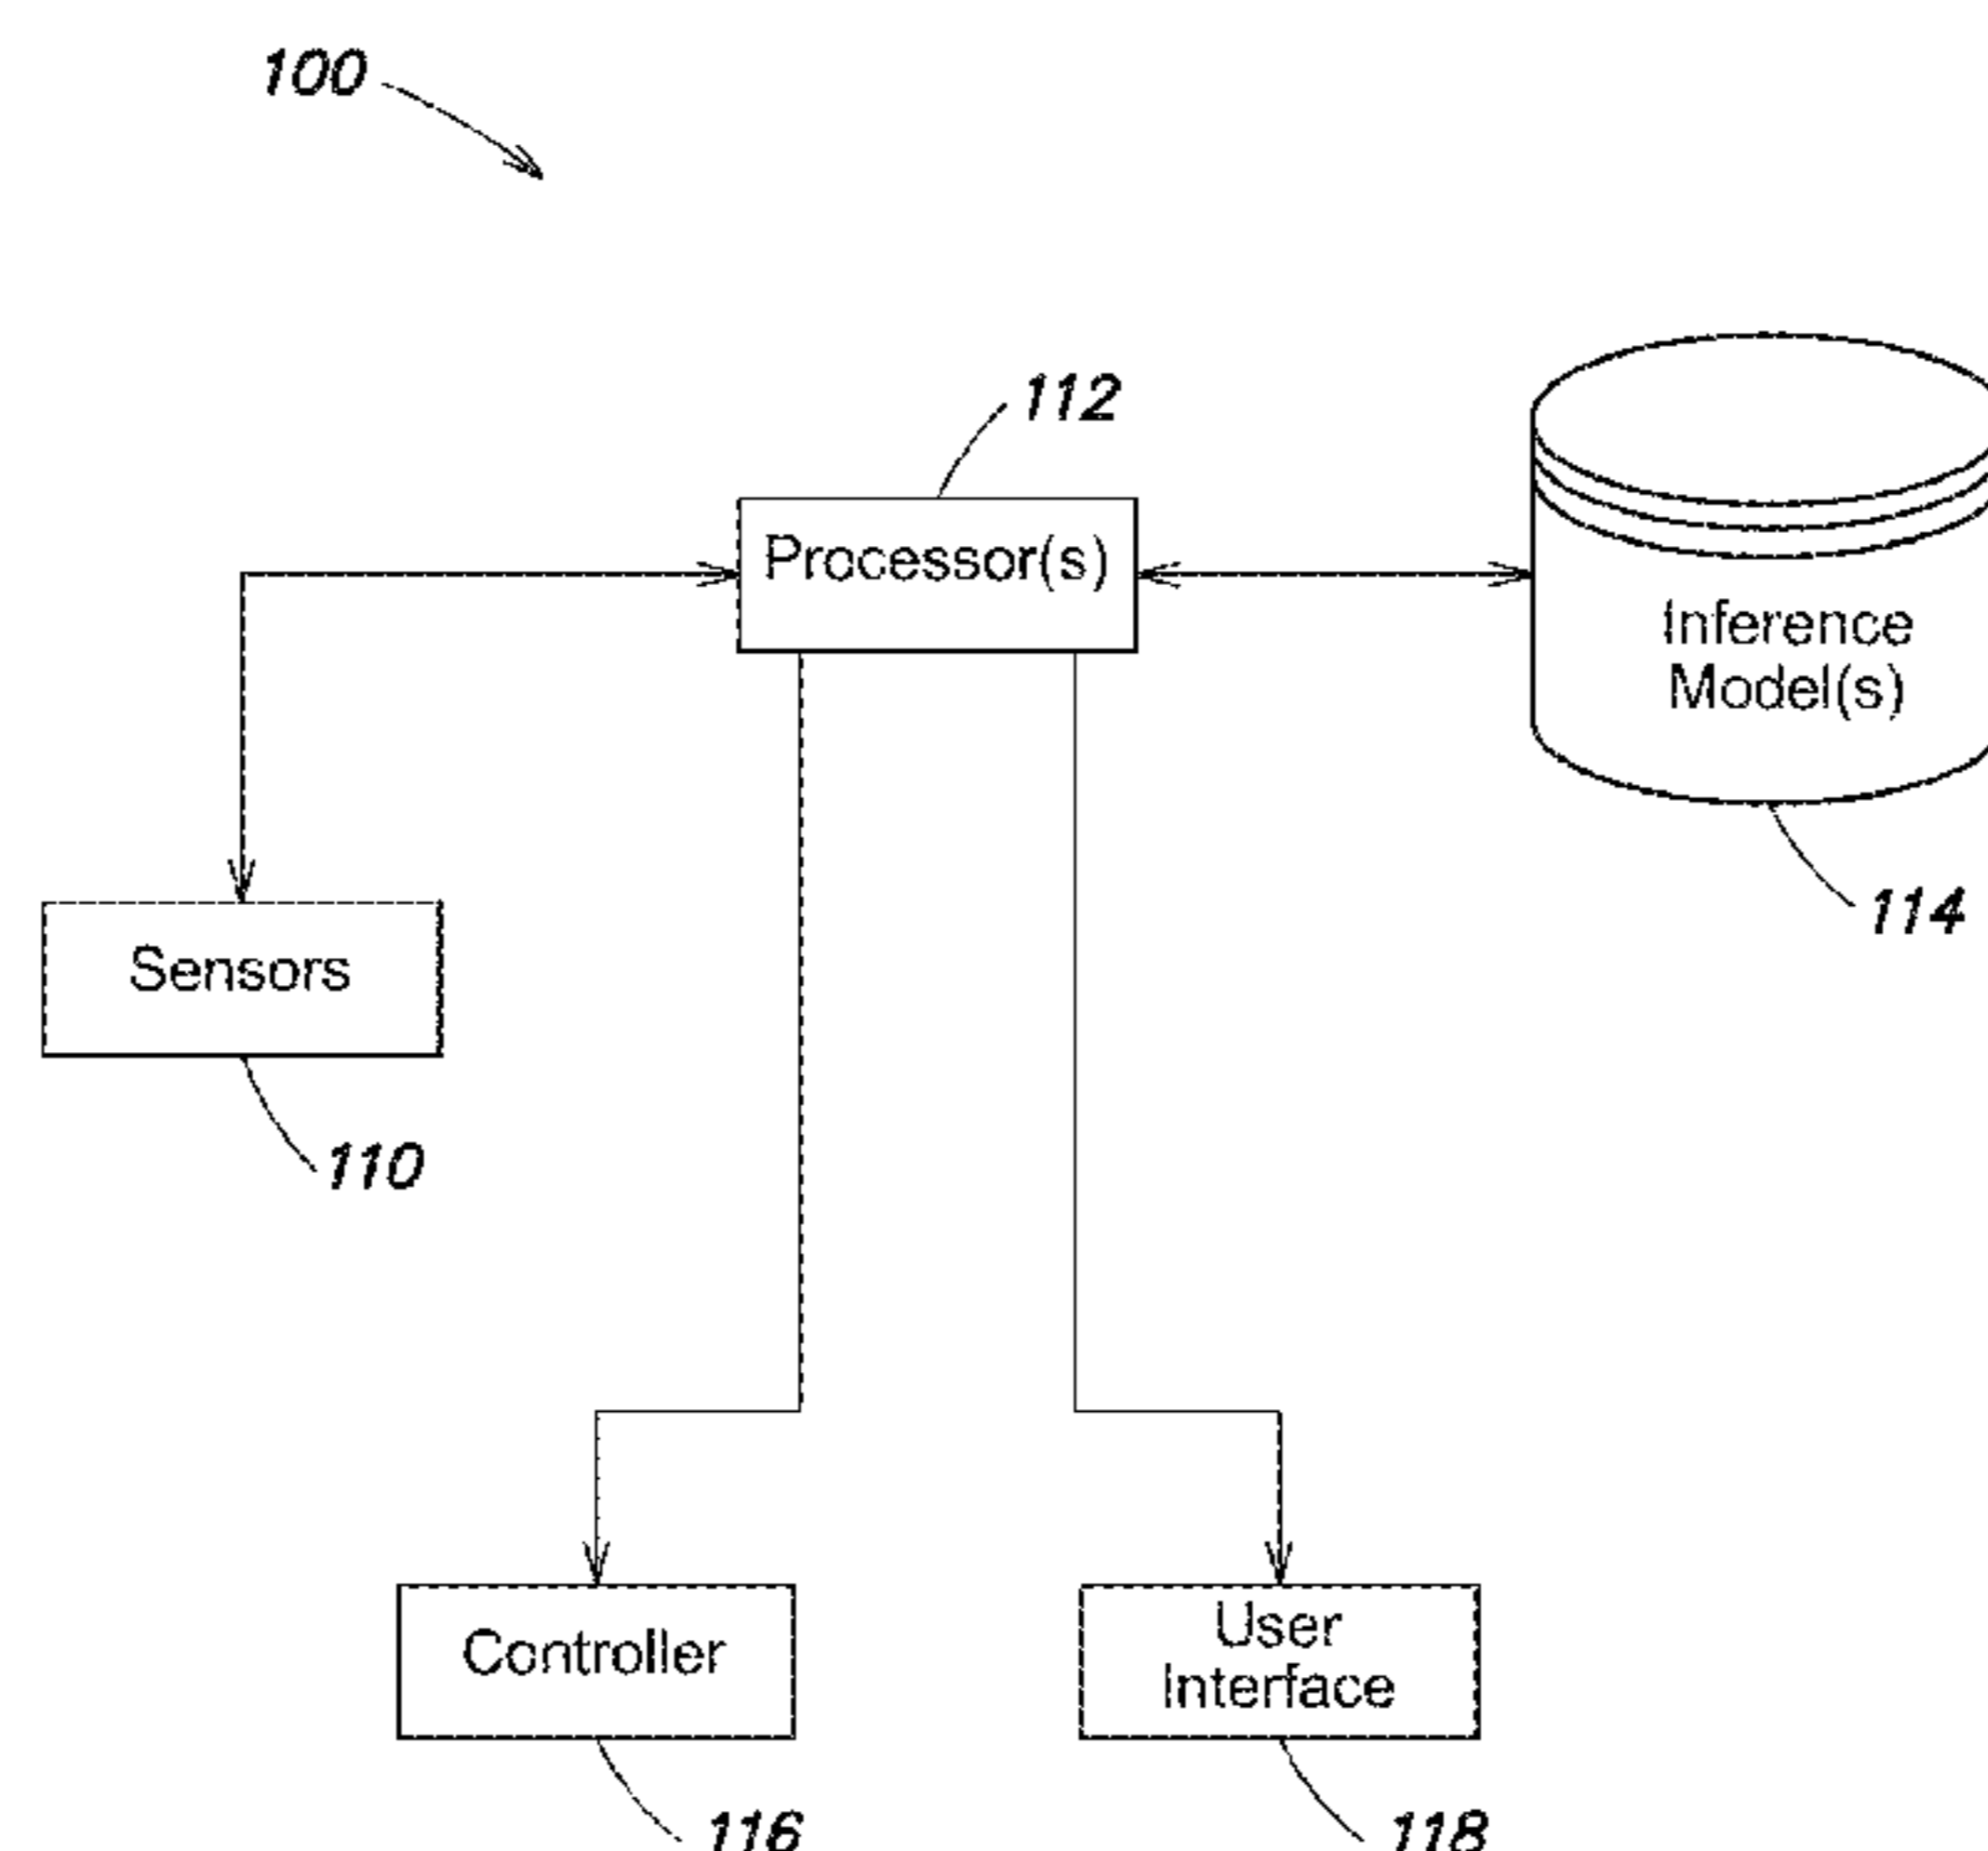 100
112
Processor(s)
Inference
Model(s)
114
Sensors
110
Controller
User
Interface
116
118